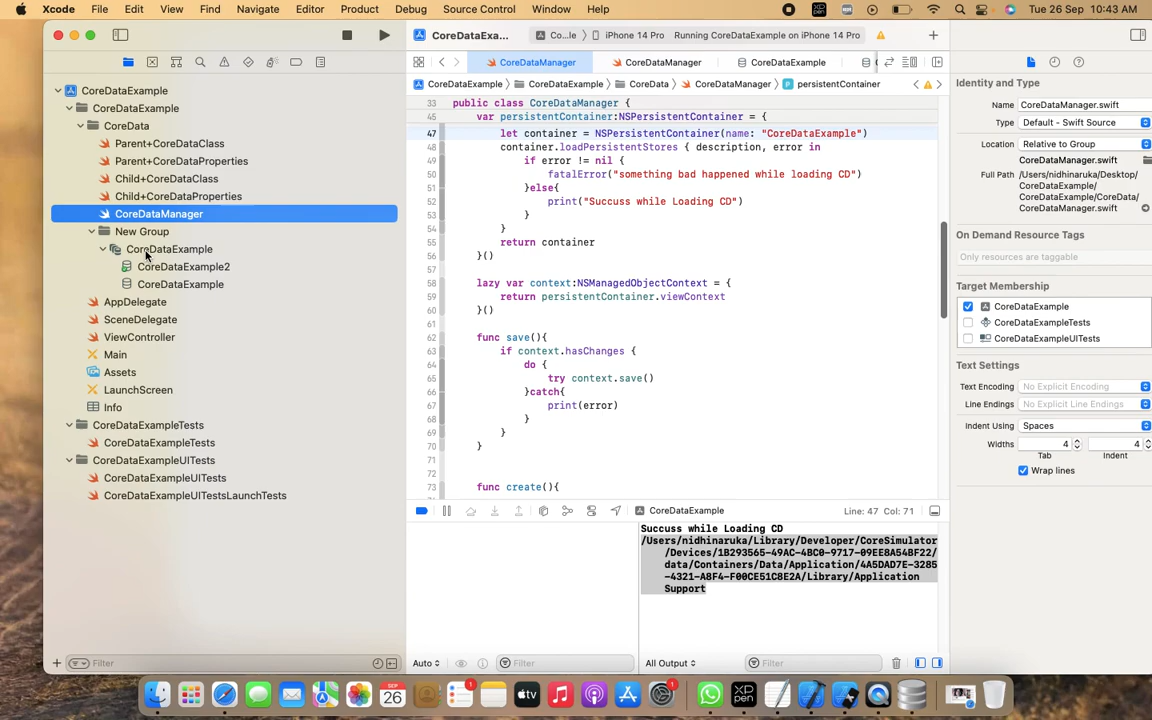 Xcode File Edit View Find Navigate Editor Product Debug Source Control Window Help Tue 26 Sep 10:43 AM
CoreDataExa... Co...le iPhone 14 Pro Running CoreDataExample on iPhone 14 Pro
CoreDataManager CoreDataManager CoreDataExample
CoreDataExample CoreDataExample CoreData CoreDataManager persistentContainer
CoreDataExample
CoreDataExample
CoreData
Parent+CoreDataClass
Parent+CoreDataProperties
Child+CoreDataClass
Child+CoreDataProperties
CoreDataManager
New Group
CoreDataExample
CoreDataExample2
CoreDataExample
AppDelegate
SceneDelegate
ViewController
Main
Assets
LaunchScreen
Info
CoreDataExampleTests
CoreDataExampleTests
CoreDataExampleUITests
CoreDataExampleUITests
CoreDataExampleUITestsLaunchTests
Filter
33 public class CoreDataManager {
45 var persistentContainer:NSPersistentContainer = {
47 let container = NSPersistentContainer(name: "CoreDataExample")
48 container.loadPersistentStores { description, error in
49 if error != nil {
50 fatalError("something bad happened while loading CD")
51 }else{
52 print("Succuss while Loading CD")
53 }
54 }
55 return container
56 }()
57
58 lazy var context:NSManagedObjectContext = {
59 return persistentContainer.viewContext
60 }()
61
62 func save(){
63 if context.hasChanges {
64 do {
65 try context.save()
66 }catch{
67 print(error)
68 }
69 }
70 }
71
72
73 func create(){
CoreDataExample Line: 47 Col: 71
Succuss while Loading CD
/Users/nidhinaruka/Library/Developer/CoreSimulator
/Devices/1B293565-49AC-4BC0-9717-09EE8A54BF22/
data/Containers/Data/Application/4A5DAD7E-3285
-4321-A8F4-F00CE51C8E2A/Library/Application
Support
Auto Filter All Output Filter
Identity and Type
Name CoreDataManager.swift
Type Default - Swift Source
Location Relative to Group
CoreDataManager.swift
Full Path /Users/nidhinaruka/Desktop/
CoreDataExample/
CoreDataExample/CoreData/
CoreDataManager.swift
On Demand Resource Tags
Only resources are taggable
Target Membership
CoreDataExample
CoreDataExampleTests
CoreDataExampleUITests
Text Settings
Text Encoding No Explicit Encoding
Line Endings No Explicit Line Endings
Indent Using Spaces
Widths 4 4
Tab Indent
Wrap lines
SEP
26
1
tv
1